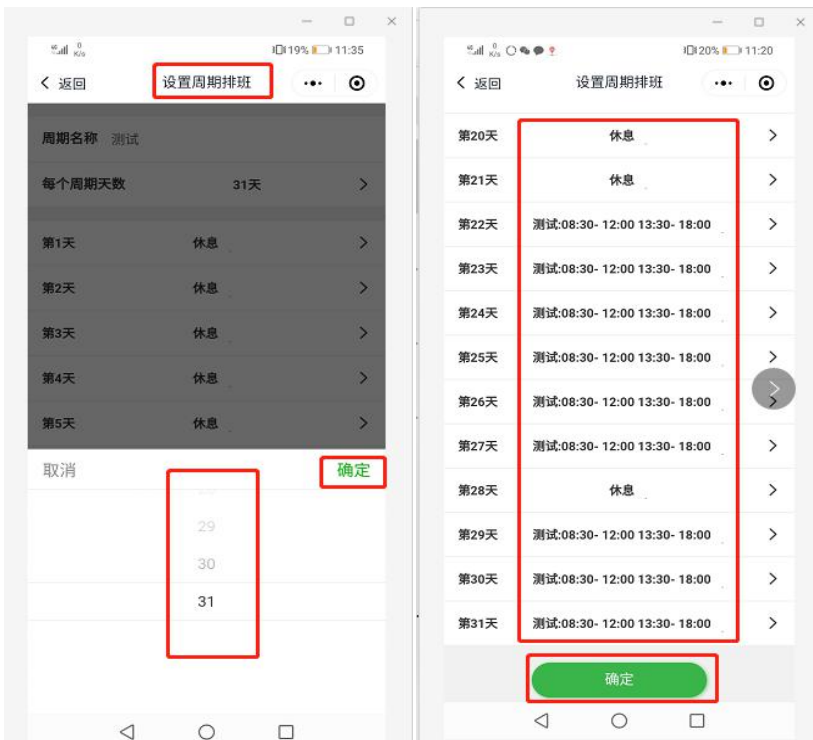 46 0 K/s 19% 11:35
返回 设置周期排班
周期名称 测试
每个周期天数 31天
第1天 休息
第2天 休息
第3天 休息
第4天 休息
第5天 休息
取消 确定
29
30
31
46 0 K/s 20% 11:20
返回 设置周期排班
第20天 休息
第21天 休息
第22天 测试:08:30- 12:00 13:30- 18:00
第23天 测试:08:30- 12:00 13:30- 18:00
第24天 测试:08:30- 12:00 13:30- 18:00
第25天 测试:08:30- 12:00 13:30- 18:00
第26天 测试:08:30- 12:00 13:30- 18:00
第27天 测试:08:30- 12:00 13:30- 18:00
第28天 休息
第29天 测试:08:30- 12:00 13:30- 18:00
第30天 测试:08:30- 12:00 13:30- 18:00
第31天 测试:08:30- 12:00 13:30- 18:00
确定